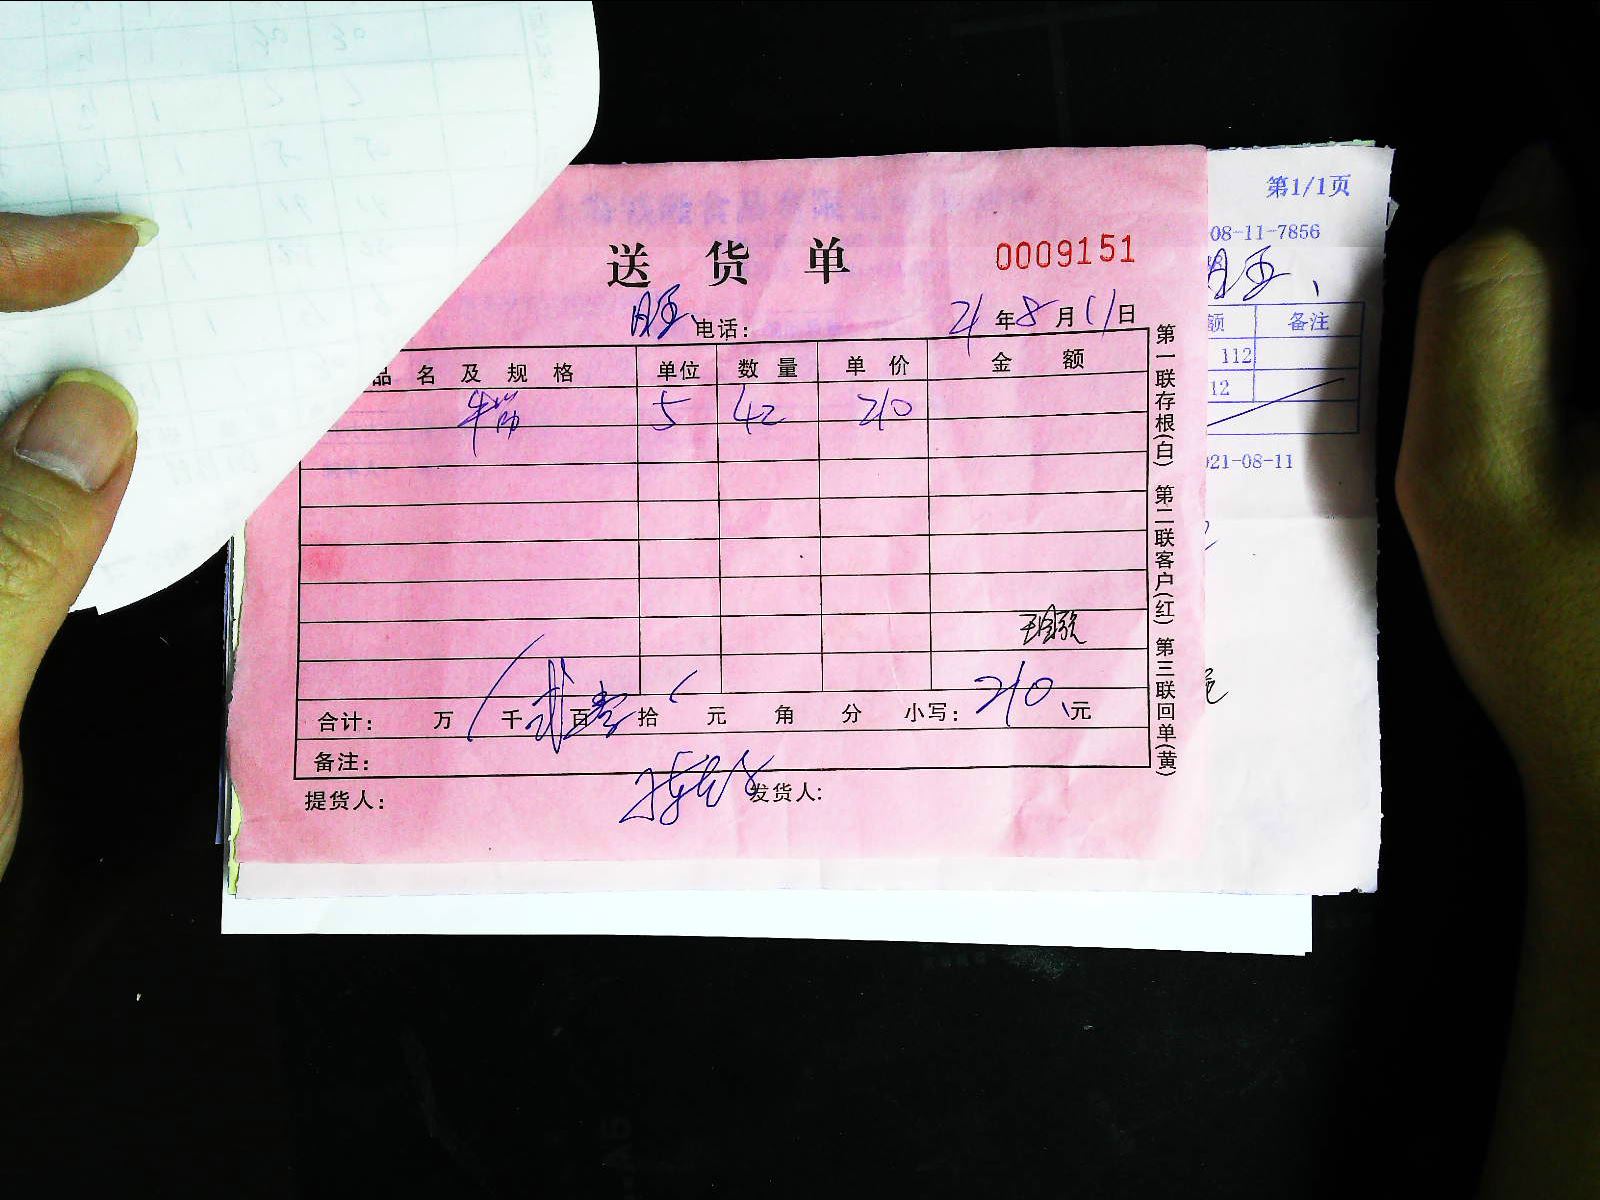 第1/1页
送货单 0009151
08-11-7856
电话: 21年8月11日
额 备注
品名及规格 单位 数量 单价 金额
112
牛筋 5 42 210
12
第一联存根(白) 第二联客户(红) 第三联回单(黄)
021-08-11
合计: 万 千 贰 百 壹 拾 元 角 分 小写: 210、元
备注:
提货人: 发货人: